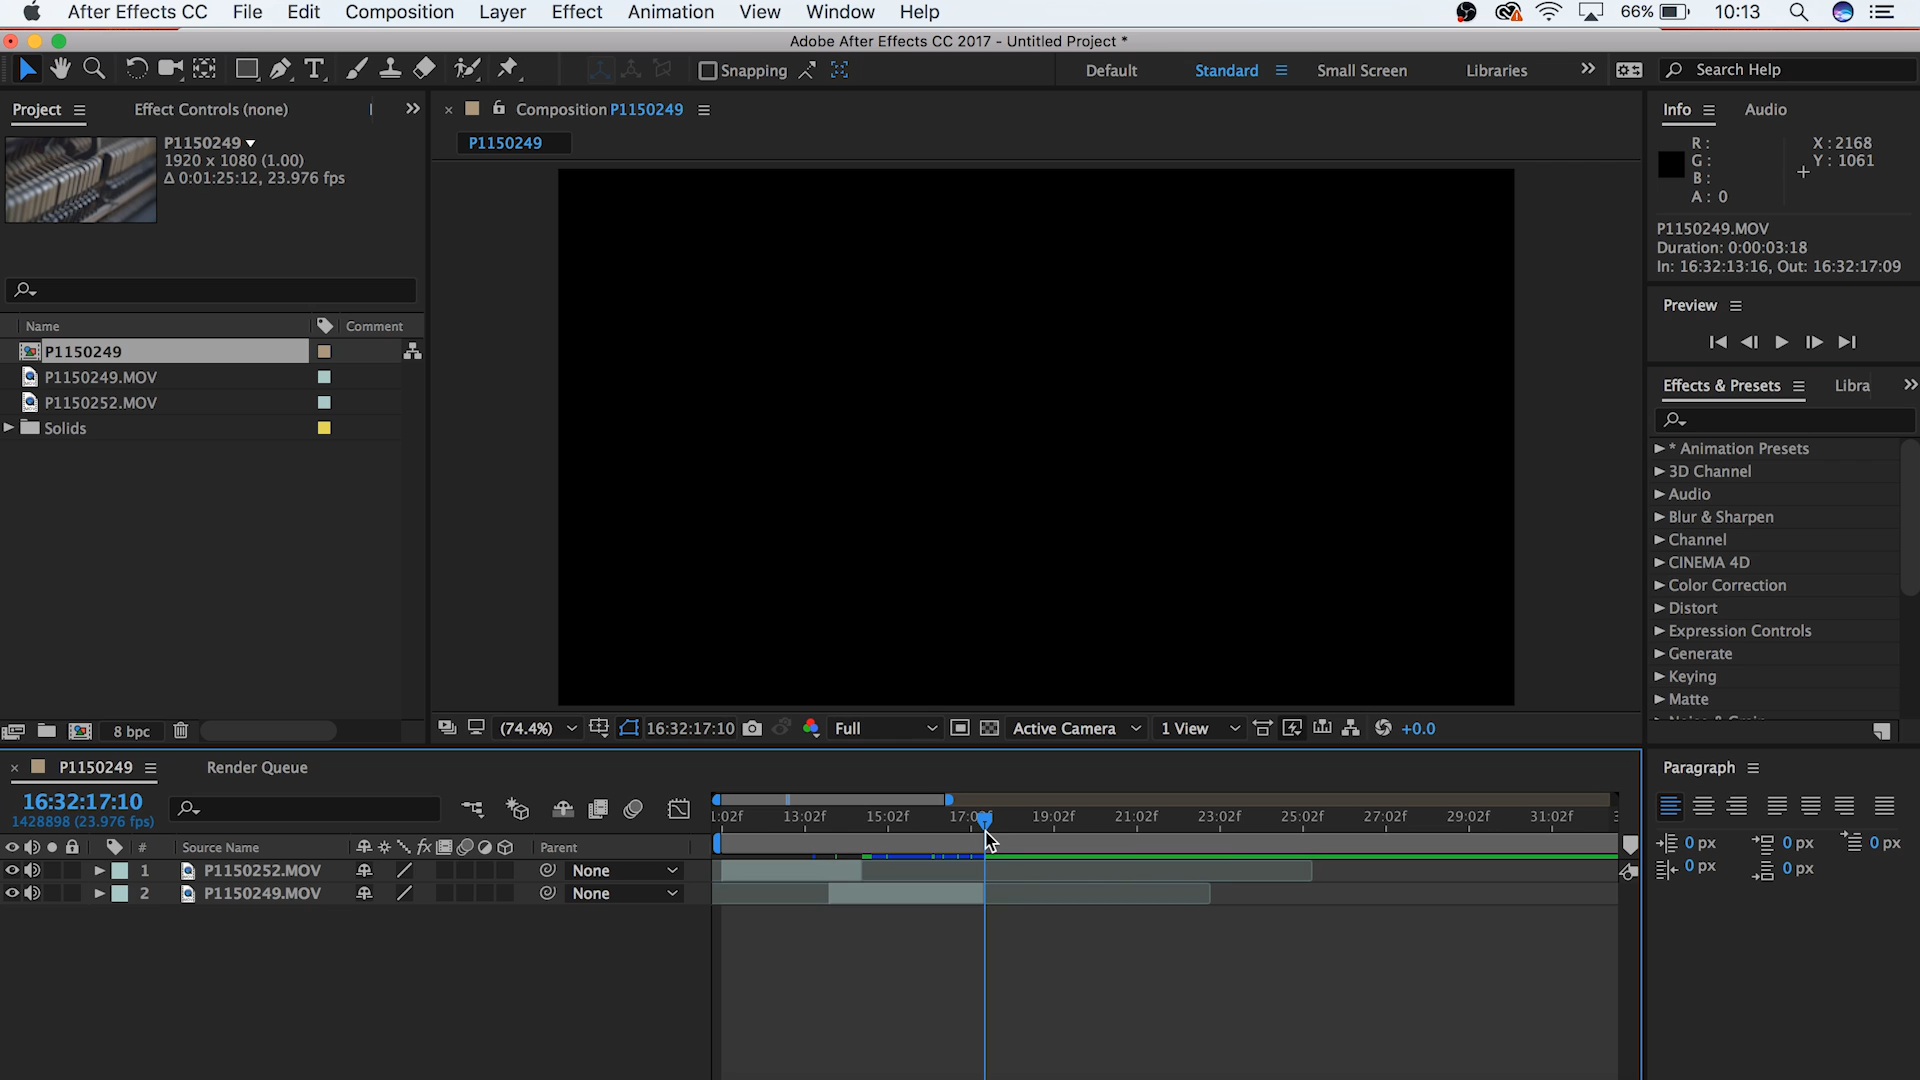 After Effects CC File Edit Composition Layer Effect Animation View Window Help 66% 10:13
Adobe After Effects CC 2017 - Untitled Project *
Snapping Default Standard Small Screen Libraries Search Help
Project Effect Controls (none)
P1150249
1920 x 1080 (1.00)
Δ 0:01:25:12, 23.976 fps
Name Comment
P1150249
P1150249.MOV
P1150252.MOV
Solids
8 bpc
Composition P1150249
P1150249
(74.4%) 16:32:17:10 Full Active Camera 1 View +0.0
Info Audio
R: X: 2168
G: Y: 1061
B:
A: 0
P1150249.MOV
Duration: 0:00:03:18
In: 16:32:13:16, Out: 16:32:17:09
Preview
Effects & Presets Libra
* Animation Presets
3D Channel
Audio
Blur & Sharpen
Channel
CINEMA 4D
Color Correction
Distort
Expression Controls
Generate
Keying
Matte
P1150249 Render Queue
16:32:17:10
1428898 (23.976 fps)
:02f 13:02f 15:02f 17:02f 19:02f 21:02f 23:02f 25:02f 27:02f 29:02f 31:02f 3
# Source Name fx Parent
1 P1150252.MOV None
2 P1150249.MOV None
Paragraph
0 px 0 px 0 px
0 px 0 px